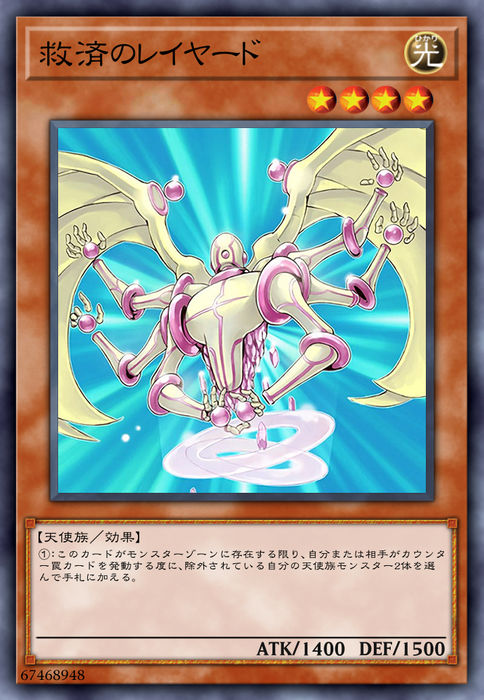 救済のレイヤード
ひかり
光
【天使族／効果】
①:このカードがモンスターゾーンに存在する限り、自分または相手がカウンタ
ー罠カードを発動する度に、除外されている自分の天使族モンスター2体を選
んで手札に加える。
ATK/1400 DEF/1500
67468948